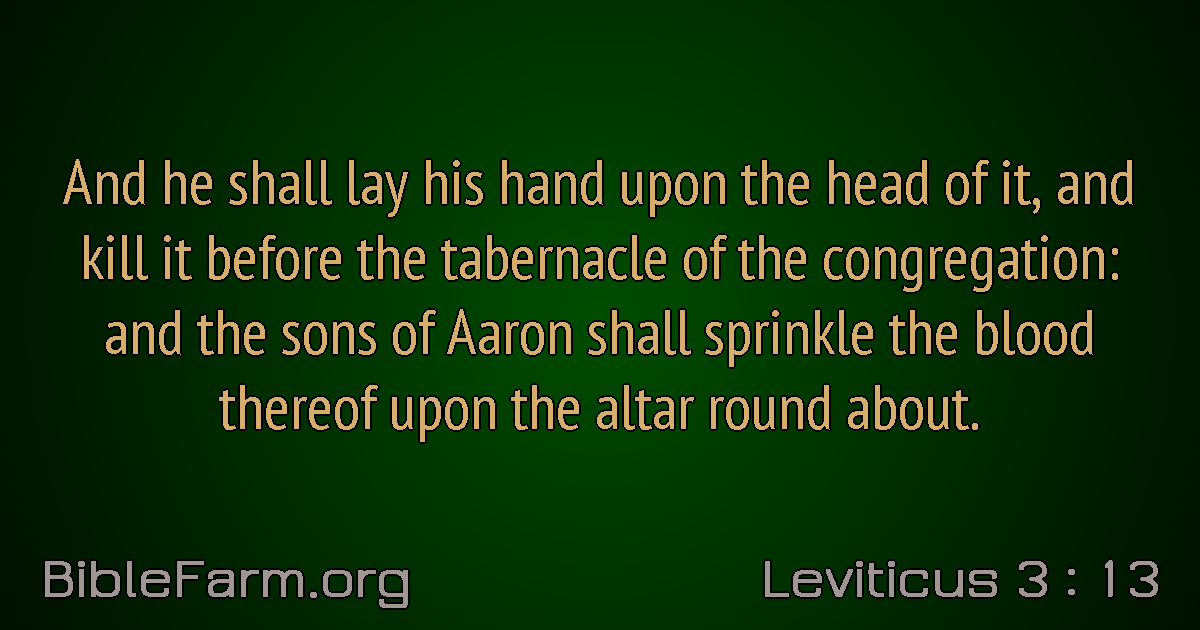 And he shall lay his hand upon the head of it, and
kill it before the tabernacle of the congregation:
and the sons of Aaron shall sprinkle the blood
thereof upon the altar round about.
BibleFarm.org
Leviticus 3 : 13